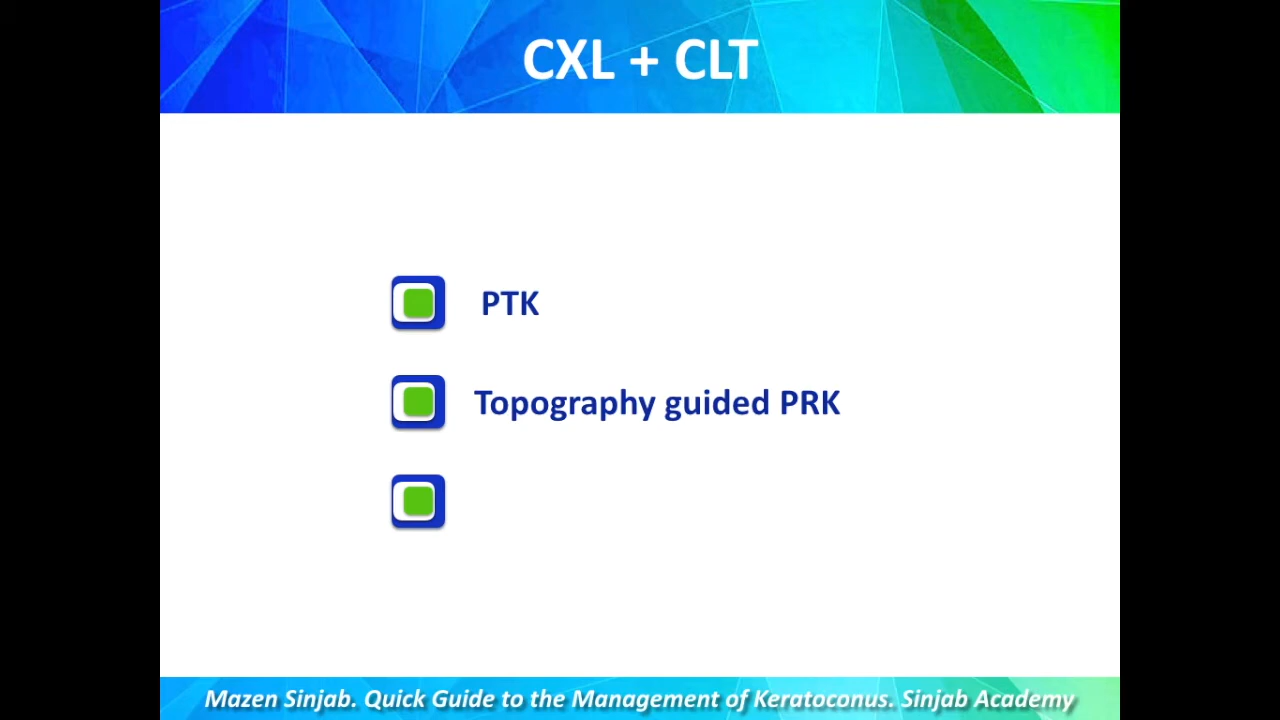 CXL + CLT
PTK
Topography guided PRK
Mazen Sinjab. Quick Guide to the Management of Keratoconus. Sinjab Academy